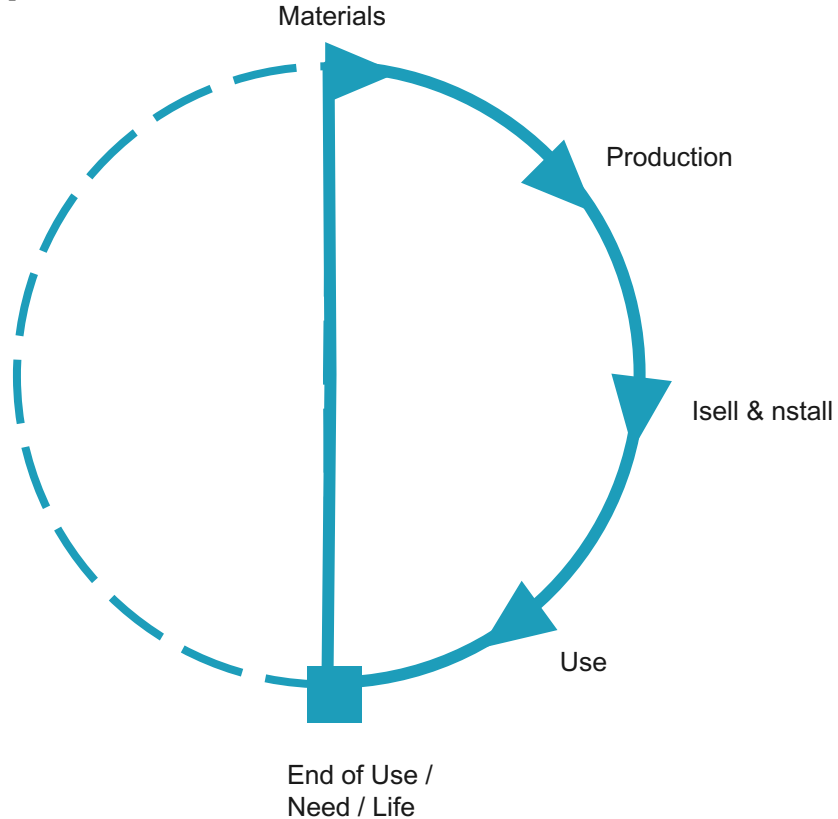 Materials
Production
Isell & nstall
Use
End of Use /
Need / Life